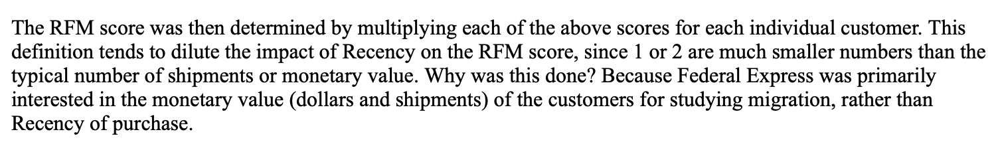 The RFM score was then determined by multiplying each of the above scores for each individual customer. This
definition tends to dilute the impact of Recency on the RFM score, since 1 or 2 are much smaller numbers than the
typical number of shipments or monetary value. Why was this done? Because Federal Express was primarily
interested in the monetary value (dollars and shipments) of the customers for studying migration, rather than
Recency of purchase.